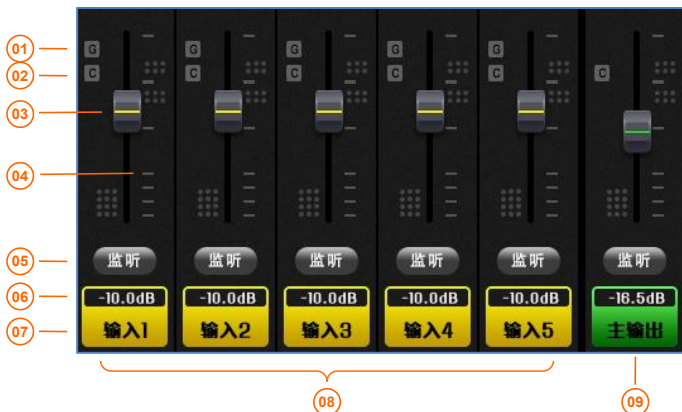 01 G G G G G
02 C C C C C C
03
04
05 监听 监听 监听 监听 监听 监听
06 -10.0dB -10.0dB -10.0dB -10.0dB -10.0dB -16.5dB
07 输入1 输入2 输入3 输入4 输入5 主输出
08 09